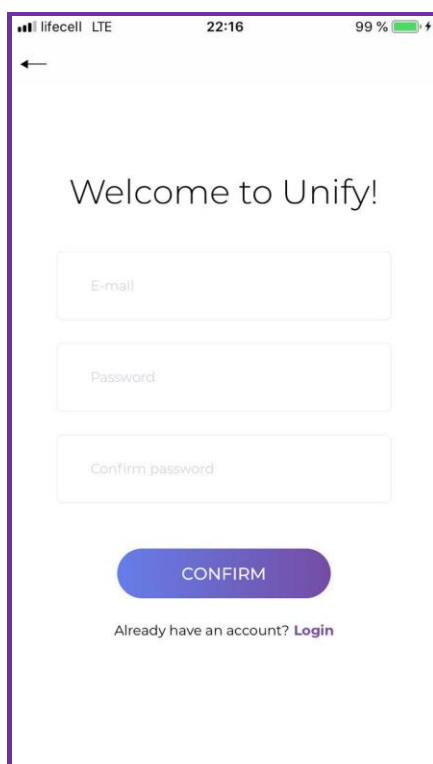 lifecell LTE 22:16 99 %
Welcome to Unify!
E-mail
Password
Confirm password
CONFIRM
Already have an account? Login